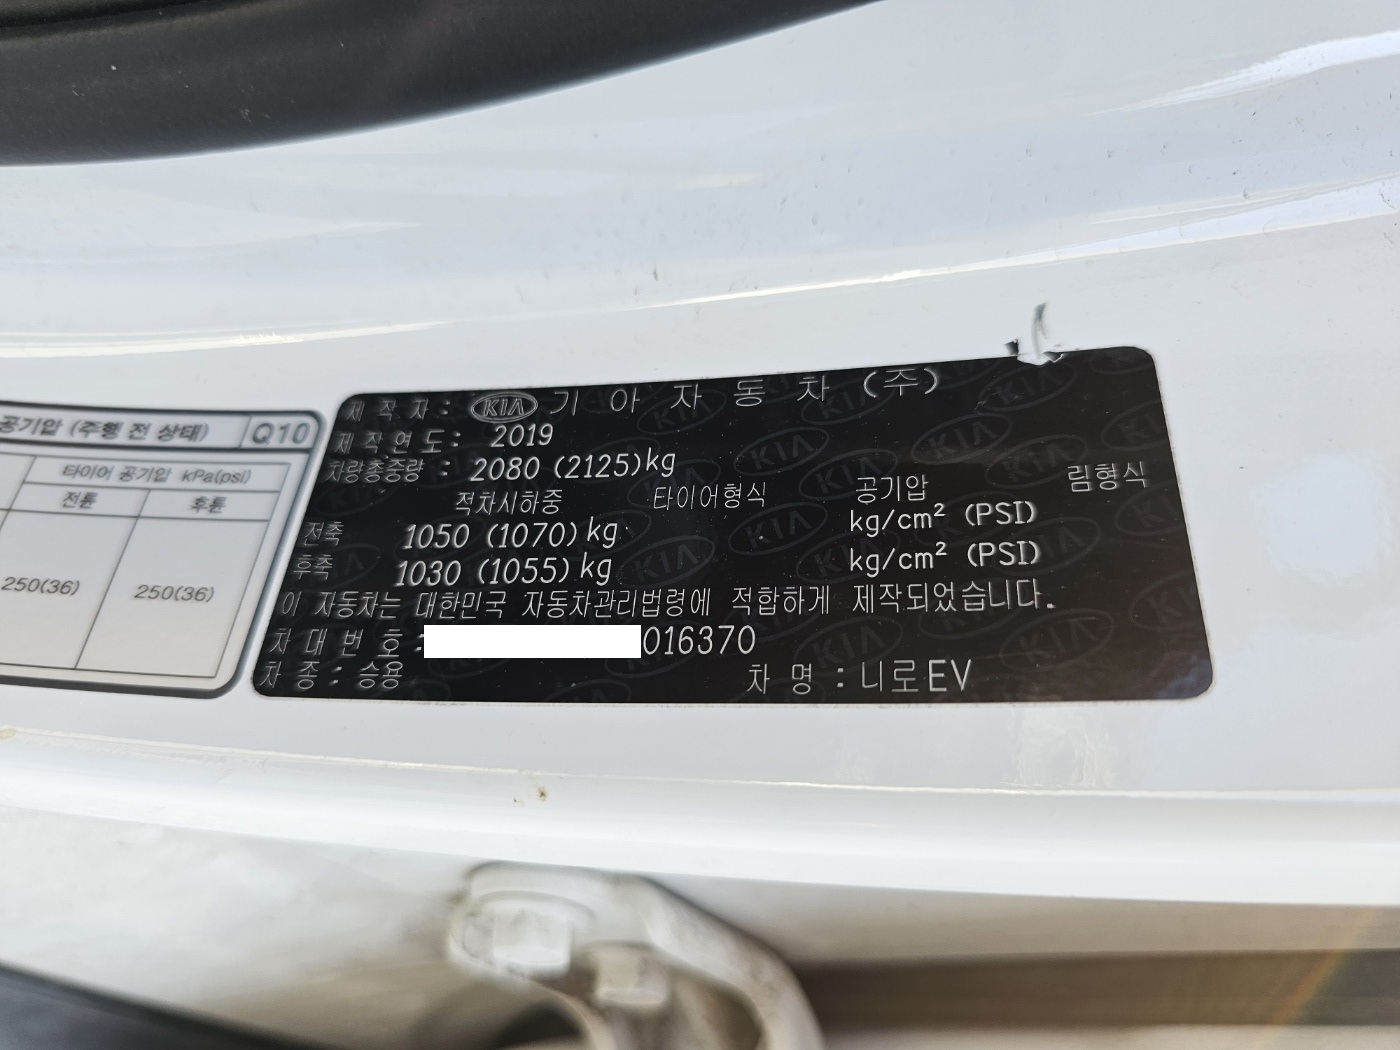 공기압 (주행 전 상태) Q10
타이어 공기압 kPa(psi)
전륜 후륜
250(36) 250(36)
제작자: KIA 기아자동차(주)
제작연도: 2019
차량총중량: 2080 (2125)kg
적차시하중 타이어형식 공기압 림형식
전축 1050 (1070)kg kg/cm² (PSI)
후축 1030 (1055)kg kg/cm² (PSI)
이 자동차는 대한민국 자동차관리법령에 적합하게 제작되었습니다.
차대번호: 016370
차종: 승용 차명: 니로EV